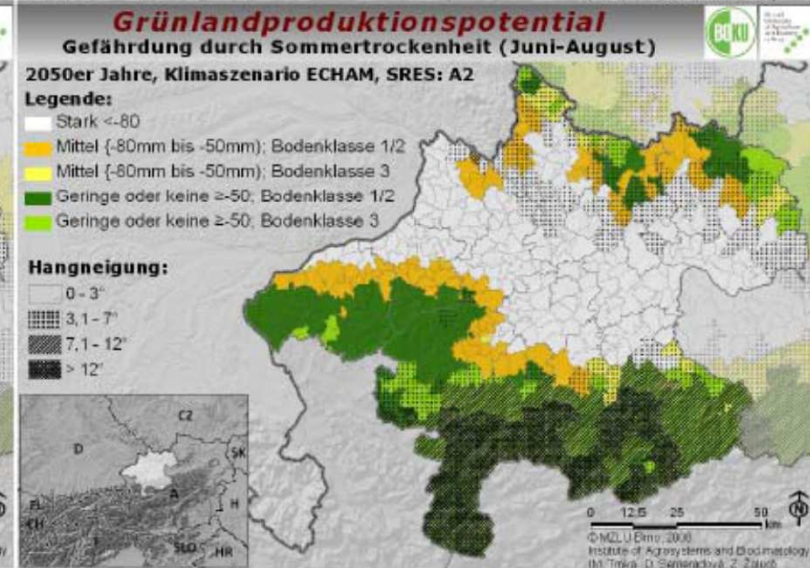 Grünlandproduktionspotential
Gefährdung durch Sommertrockenheit (Juni-August)
BOKU
2050er Jahre, Klimaszenario ECHAM, SRES: A2
Legende:
Stark <-80
Mittel {-80mm bis -50mm}; Bodenklasse 1/2
Mittel {-80mm bis -50mm}; Bodenklasse 3
Geringe oder keine ≥-50; Bodenklasse 1/2
Geringe oder keine ≥-50; Bodenklasse 3
Hangneigung:
0 - 3°
3,1 - 7°
7,1 - 12°
> 12°
CZ
D
SK
A
H
FL
CH
I
SLO
HR
0 12,5 25 50
km
N
©MZLU Brno, 2008
Institute of Agrosystems and Bioclimatology